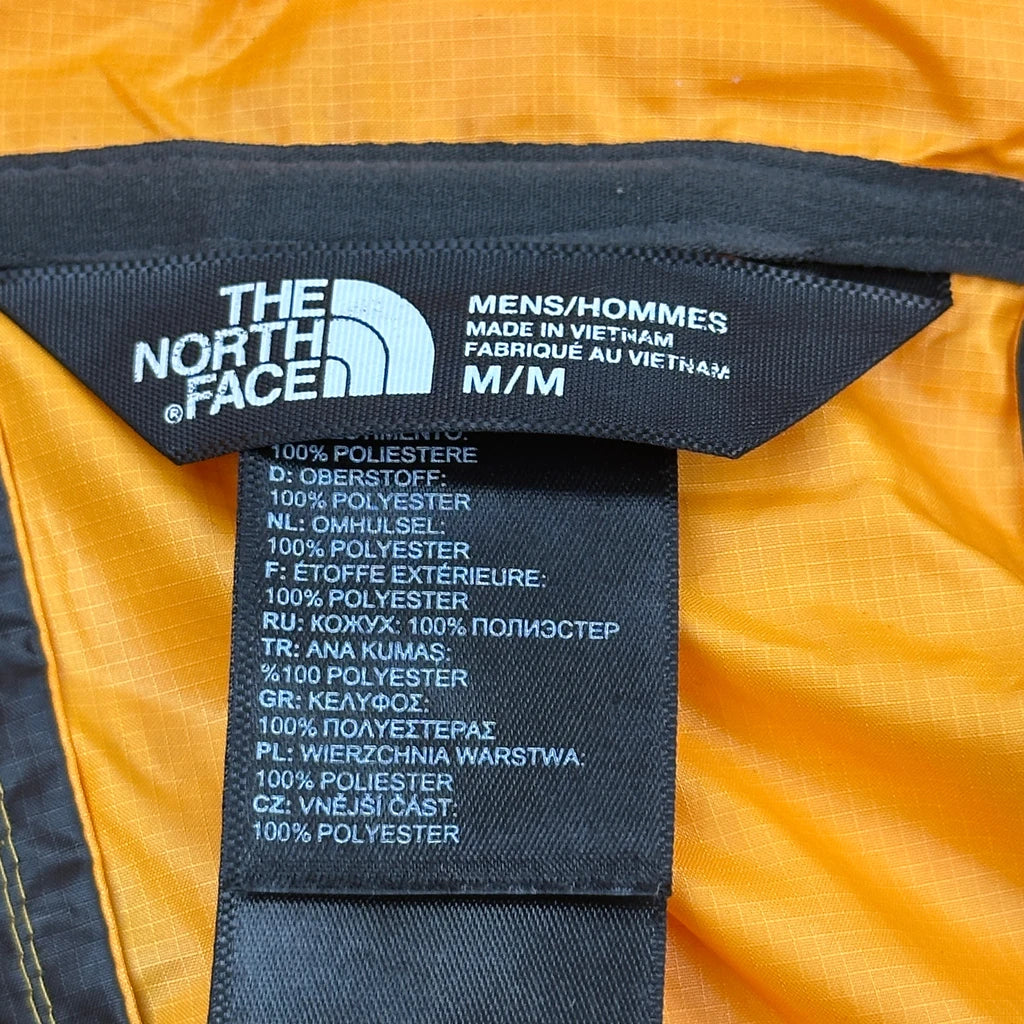 THE
NORTH
FACE
®
MENS/HOMMES
MADE IN VIETNAM
FABRIQUÉ AU VIETNAM
M/M
100% POLIESTERE
D: OBERSTOFF:
100% POLYESTER
NL: OMHULSEL:
100% POLYESTER
F: ÉTOFFE EXTÉRIEURE:
100% POLYESTER
RU: КОЖУХ: 100% ПОЛИЭСТЕР
TR: ANA KUMAŞ:
%100 POLYESTER
GR: ΚΕΛΥΦΟΣ:
100% ΠΟΛΥΕΣΤΕΡΑΣ
PL: WIERZCHNIA WARSTWA:
100% POLIESTER
CZ: VNĚJŠÍ ČÁST:
100% POLYESTER